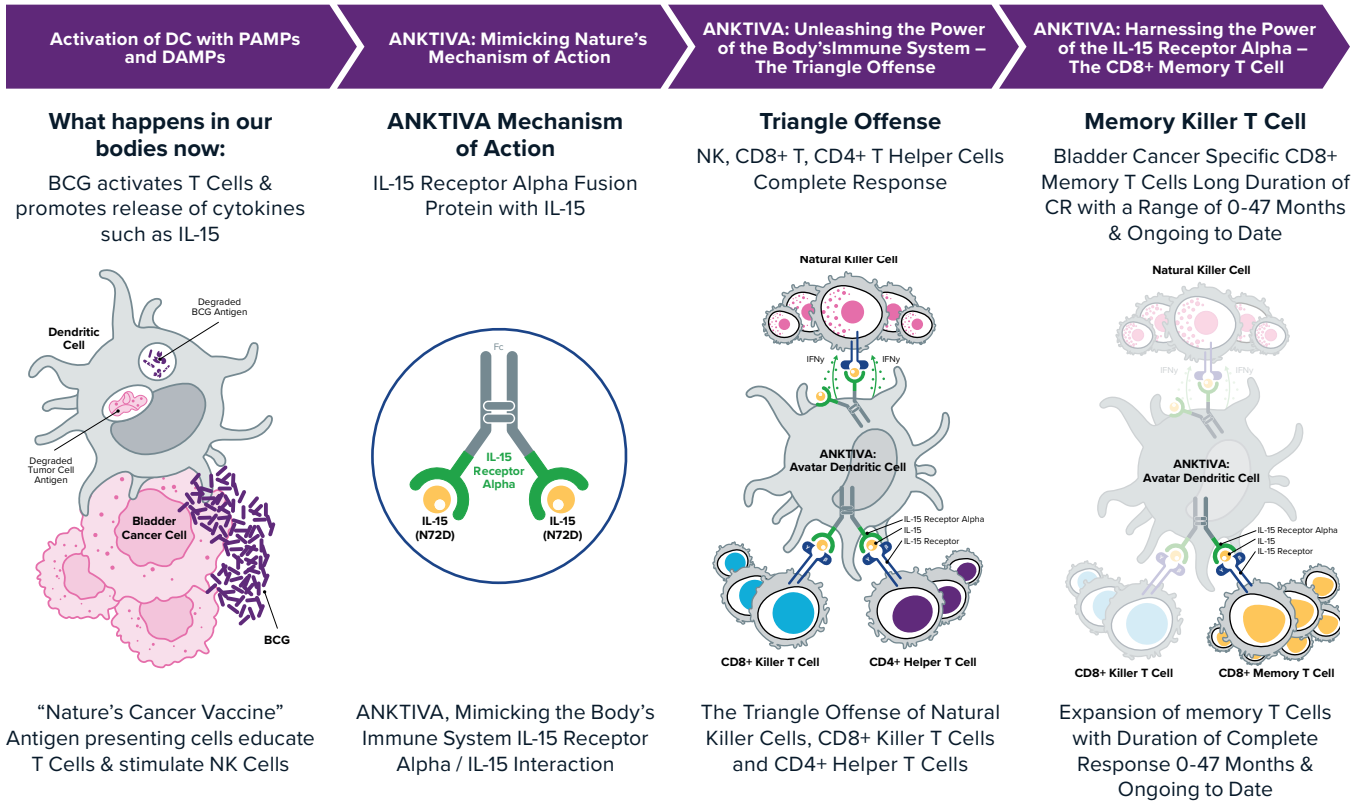 Activation of DC with PAMPs
and DAMPs
ANKTIVA: Mimicking Nature's
Mechanism of Action
ANKTIVA: Unleashing the Power
of the Body'sImmune System –
The Triangle Offense
ANKTIVA: Harnessing the Power
of the IL-15 Receptor Alpha –
The CD8+ Memory T Cell
What happens in our
bodies now:
BCG activates T Cells &
promotes release of cytokines
such as IL-15
Degraded
BCG Antigen
Dendritic
Cell
Degraded
Tumor Cell
Antigen
Bladder
Cancer Cell
BCG
"Nature's Cancer Vaccine"
Antigen presenting cells educate
T Cells & stimulate NK Cells
ANKTIVA Mechanism
of Action
IL-15 Receptor Alpha Fusion
Protein with IL-15
Fc
IL-15
Receptor
Alpha
IL-15
(N72D)
IL-15
(N72D)
ANKTIVA, Mimicking the Body's
Immune System IL-15 Receptor
Alpha / IL-15 Interaction
Triangle Offense
NK, CD8+ T, CD4+ T Helper Cells
Complete Response
Natural Killer Cell
IFNγ
IFNγ
ANKTIVA:
Avatar Dendritic Cell
IL-15 Receptor Alpha
IL-15
IL-15 Receptor
CD8+ Killer T Cell
CD4+ Helper T Cell
The Triangle Offense of Natural
Killer Cells, CD8+ Killer T Cells
and CD4+ Helper T Cells
Memory Killer T Cell
Bladder Cancer Specific CD8+
Memory T Cells Long Duration of
CR with a Range of 0-47 Months
& Ongoing to Date
Natural Killer Cell
IFNγ
IFNγ
ANKTIVA:
Avatar Dendritic Cell
IL-15 Receptor Alpha
IL-15
IL-15 Receptor
CD8+ Killer T Cell
CD8+ Memory T Cell
Expansion of memory T Cells
with Duration of Complete
Response 0-47 Months &
Ongoing to Date